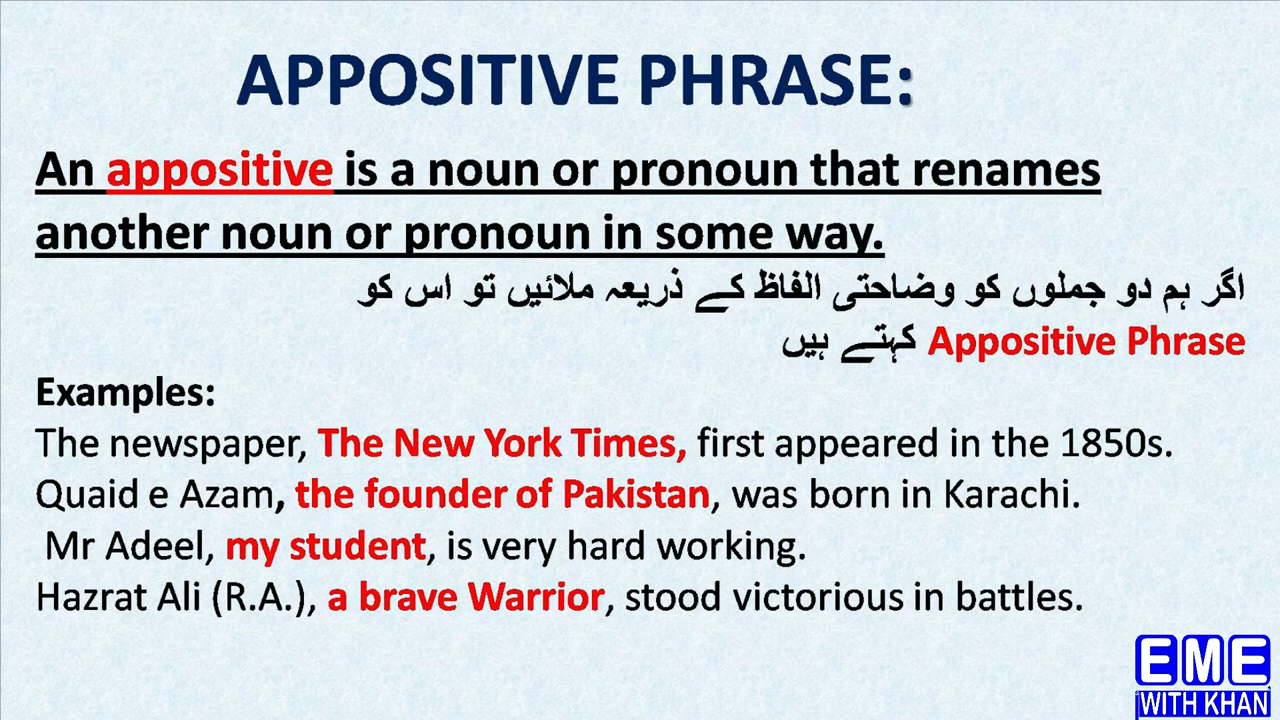 APPOSITIVE PHRASE:
An appositive is a noun or pronoun that renames
another noun or pronoun in some way.
اگر ہم دو جملوں کو وضاحتی الفاظ کے ذریعہ ملائیں تو اس کو
Appositive Phrase کہتے ہیں
Examples:
The newspaper, The New York Times, first appeared in the 1850s.
Quaid e Azam, the founder of Pakistan, was born in Karachi.
Mr Adeel, my student, is very hard working.
Hazrat Ali (R.A.), a brave Warrior, stood victorious in battles.
EME
WITH KHAN